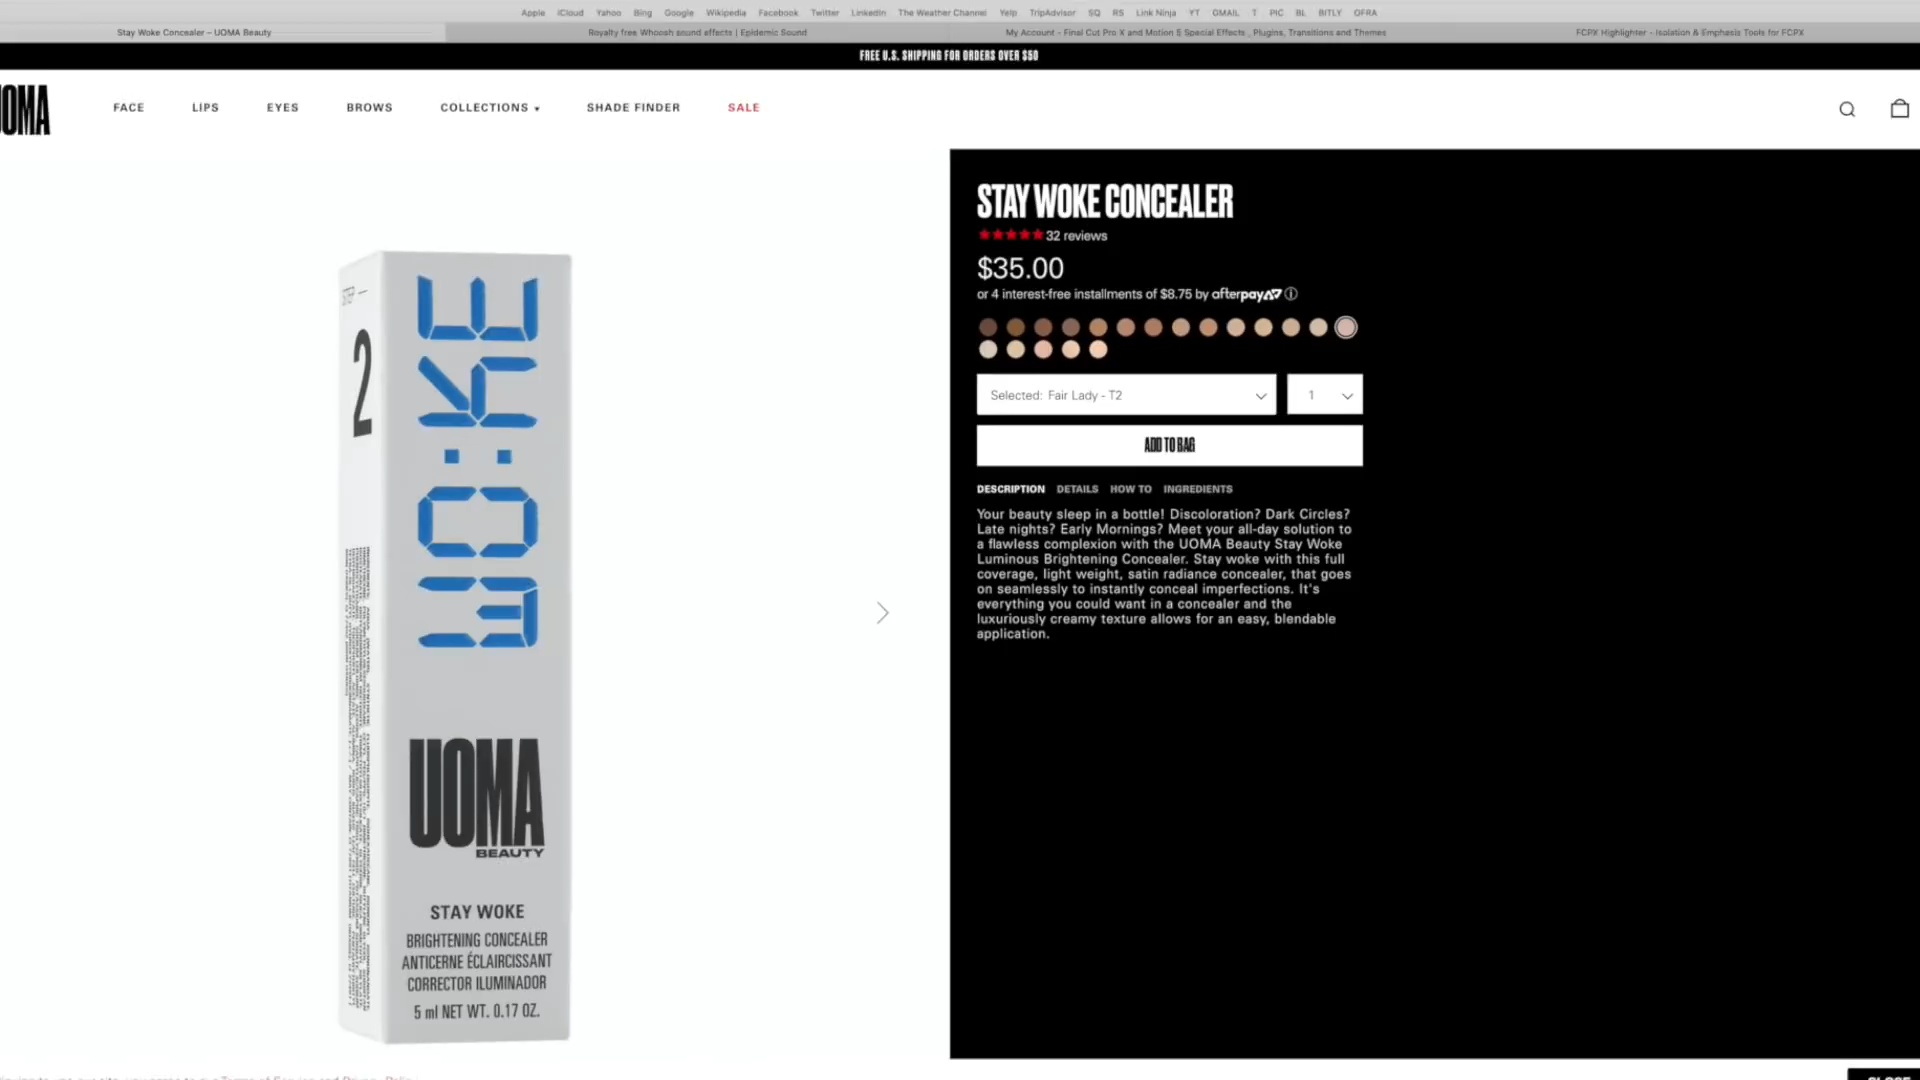 Apple iCloud Yahoo Bing Google Wikipedia Facebook Twitter LinkedIn The Weather Channel Yelp TripAdvisor SQ RS Link Ninja YT GMAIL T PIC BL BITLY OFRA
Stay Woke Concealer – UOMA Beauty
Royalty free Whoosh sound effects | Epidemic Sound
My Account - Final Cut Pro X and Motion 5 Special Effects , Plugins, Transitions and Themes
FCPX Highlighter - Isolation & Emphasis Tools for FCPX
FREE U.S. SHIPPING FOR ORDERS OVER $50
UOMA
FACE LIPS EYES BROWS COLLECTIONS SHADE FINDER SALE
STEP
2
WO:KE
UOMA
BEAUTY
STAY WOKE
BRIGHTENING CONCEALER
ANTICERNE ÉCLAIRCISSANT
CORRECTOR ILUMINADOR
5 ml NET WT. 0.17 OZ.
STAY WOKE CONCEALER
32 reviews
$35.00
or 4 interest-free installments of $8.75 by afterpay
Selected: Fair Lady - T2
1
ADD TO BAG
DESCRIPTION DETAILS HOW TO INGREDIENTS
Your beauty sleep in a bottle! Discoloration? Dark Circles?
Late nights? Early Mornings? Meet your all-day solution to
a flawless complexion with the UOMA Beauty Stay Woke
Luminous Brightening Concealer. Stay woke with this full
coverage, light weight, satin radiance concealer, that goes
on seamlessly to instantly conceal imperfections. It's
everything you could want in a concealer and the
luxuriously creamy texture allows for an easy, blendable
application.
CLOSE